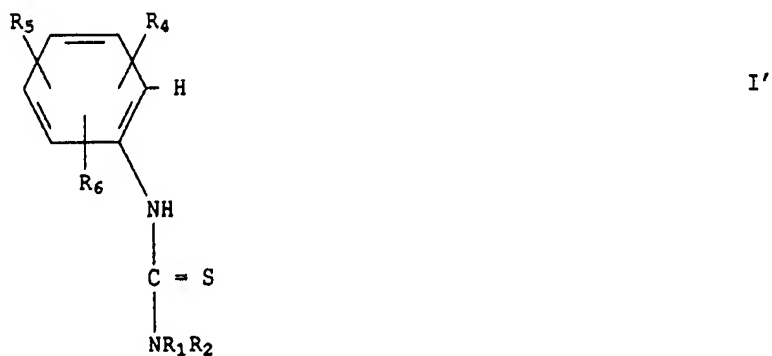 R5 R4
H I'
R6
NH
C = S
NR1R2